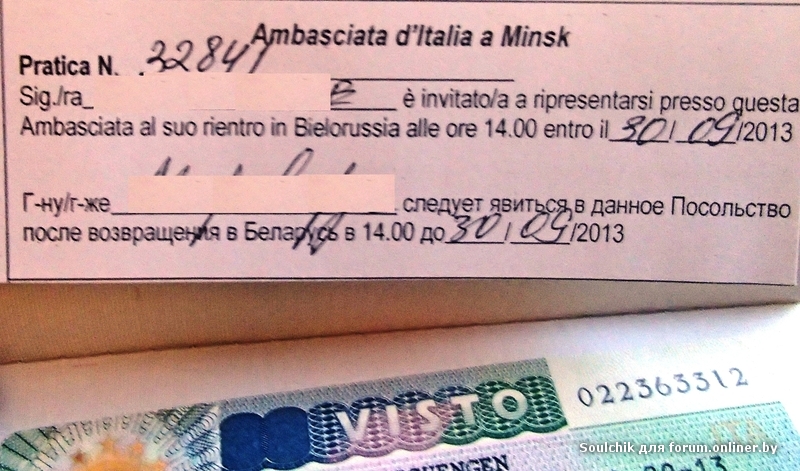 Ambasciata d'Italia a Minsk
Pratica N. 32841
Sig./ra è invitato/a a ripresentarsi presso questa
Ambasciata al suo rientro in Bielorussia alle ore 14.00 entro il 30/09/2013
Г-ну/г-же следует явиться в данное Посольство
после возвращения в Беларусь в 14.00 до 30/09/2013
VISTO
022363312
SCHENGEN
Soulchik для forum.onliner.by